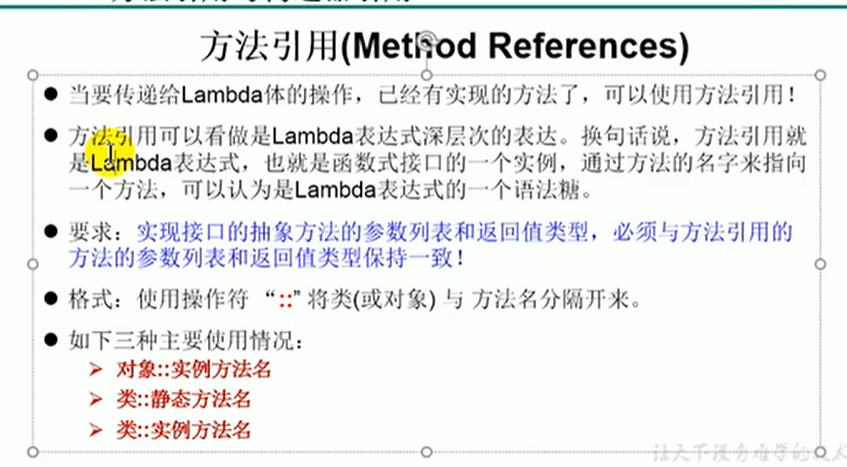 方法引用(Method References)
● 当要传递给Lambda体的操作，已经有实现的方法了，可以使用方法引用！
● 方法引用可以看做是Lambda表达式深层次的表达。换句话说，方法引用就
是Lambda表达式，也就是函数式接口的一个实例，通过方法的名字来指向
一个方法，可以认为是Lambda表达式的一个语法糖。
● 要求：实现接口的抽象方法的参数列表和返回值类型，必须与方法引用的
方法的参数列表和返回值类型保持一致！
● 格式：使用操作符 “::” 将类(或对象) 与 方法名分隔开来。
● 如下三种主要使用情况：
➢ 对象::实例方法名
➢ 类::静态方法名
➢ 类::实例方法名
让天下没有难学的技术